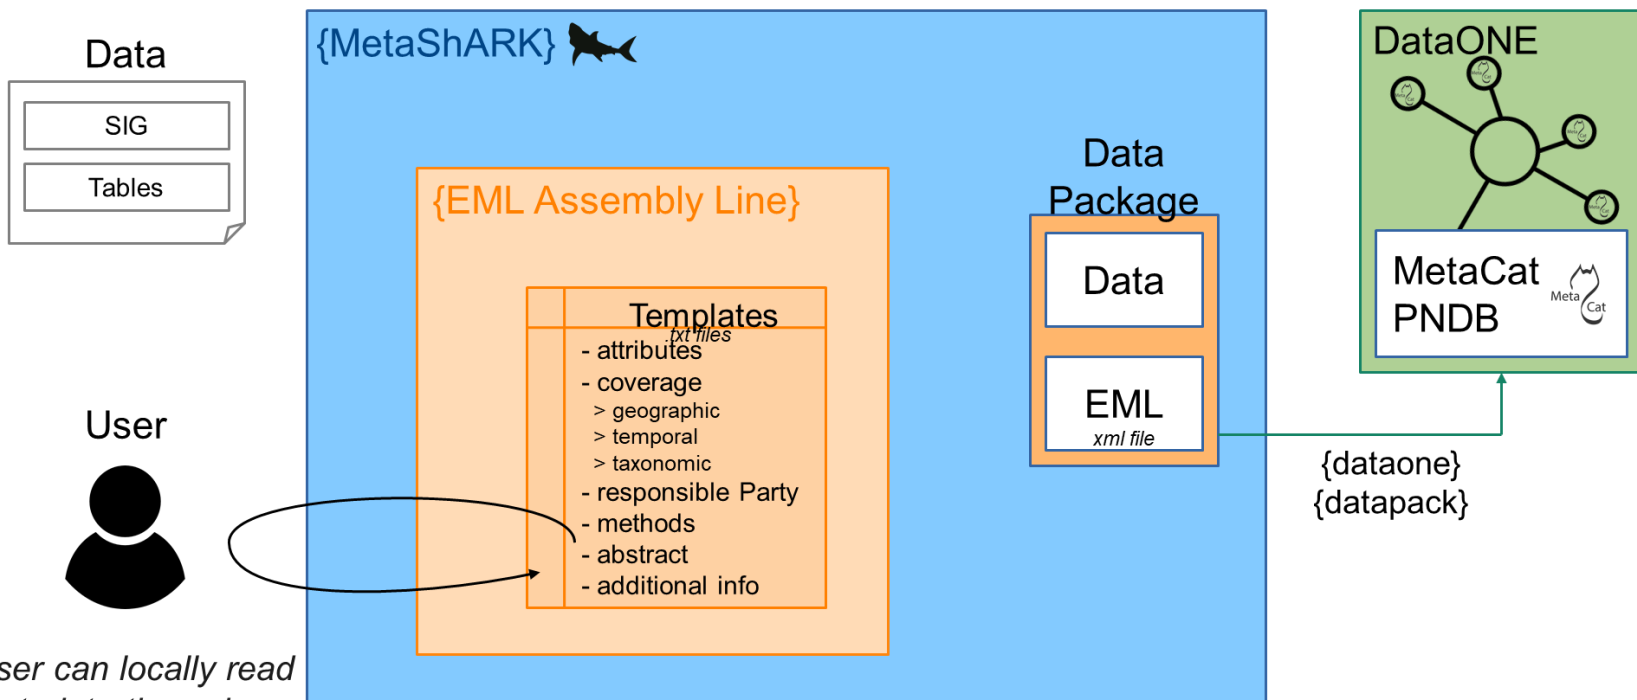 Data
SIG
Tables
User
ser can locally read
{MetaShARK}
{EML Assembly Line}
Templates
.txt files
- attributes
- coverage
> geographic
> temporal
> taxonomic
- responsible Party
- methods
- abstract
- additional info
Data
Package
Data
EML
xml file
{dataone}
{datapack}
DataONE
MetaCat
PNDB
Meta
Cat